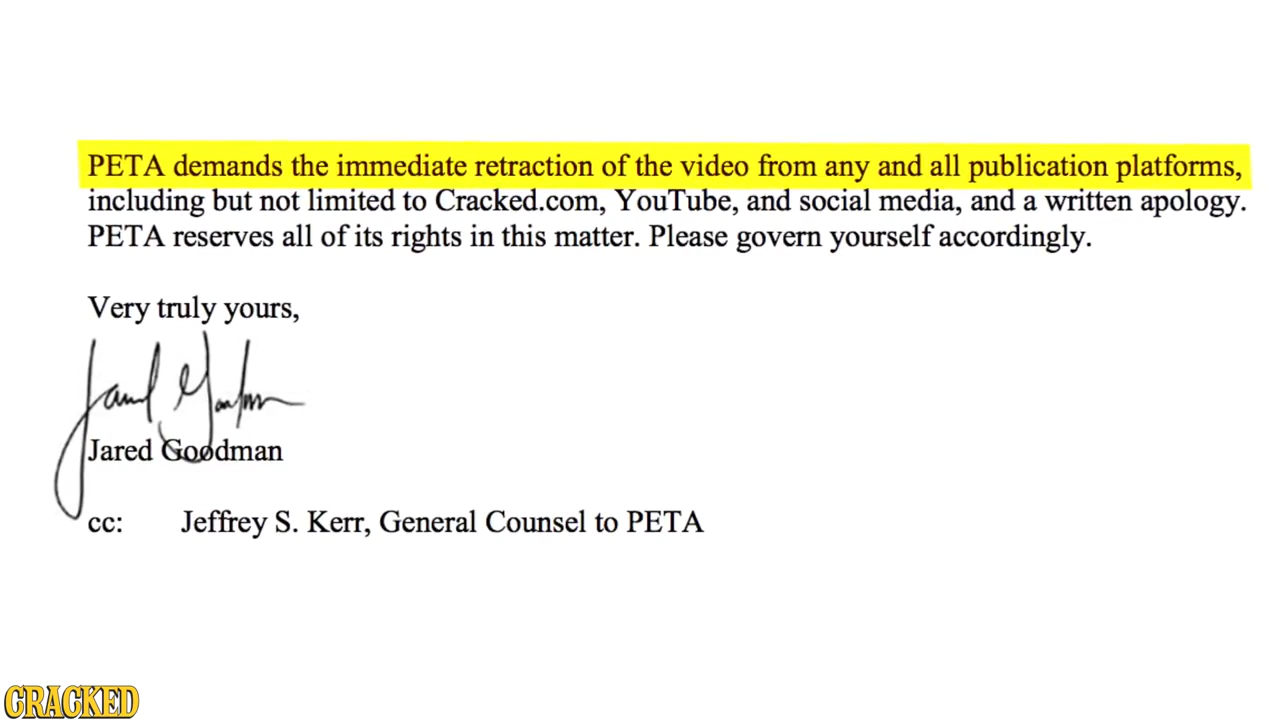 PETA demands the immediate retraction of the video from any and all publication platforms,
including but not limited to Cracked.com, YouTube, and social media, and a written apology.
PETA reserves all of its rights in this matter. Please govern yourself accordingly.
Very truly yours,
Jared Goodman
cc: Jeffrey S. Kerr, General Counsel to PETA
CRACKED